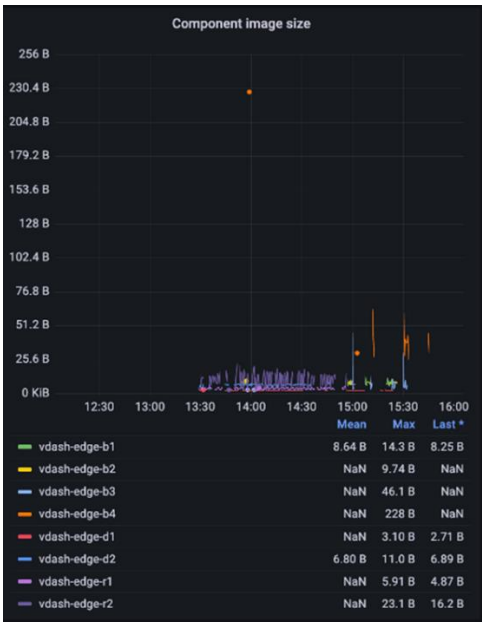 Component image size
256 B
230.4 B
204.8 B
179.2 B
153.6 B
128 B
102.4 B
76.8 B
51.2 B
25.6 B
0 KiB
12:30 13:00 13:30 14:00 14:30 15:00 15:30 16:00
Mean Max Last *
vdash-edge-b1 8.64 B 14.3 B 8.25 B
vdash-edge-b2 NaN 9.74 B NaN
vdash-edge-b3 NaN 46.1 B NaN
vdash-edge-b4 NaN 228 B NaN
vdash-edge-d1 NaN 3.10 B 2.71 B
vdash-edge-d2 6.80 B 11.0 B 6.89 B
vdash-edge-r1 NaN 5.91 B 4.87 B
vdash-edge-r2 NaN 23.1 B 16.2 B